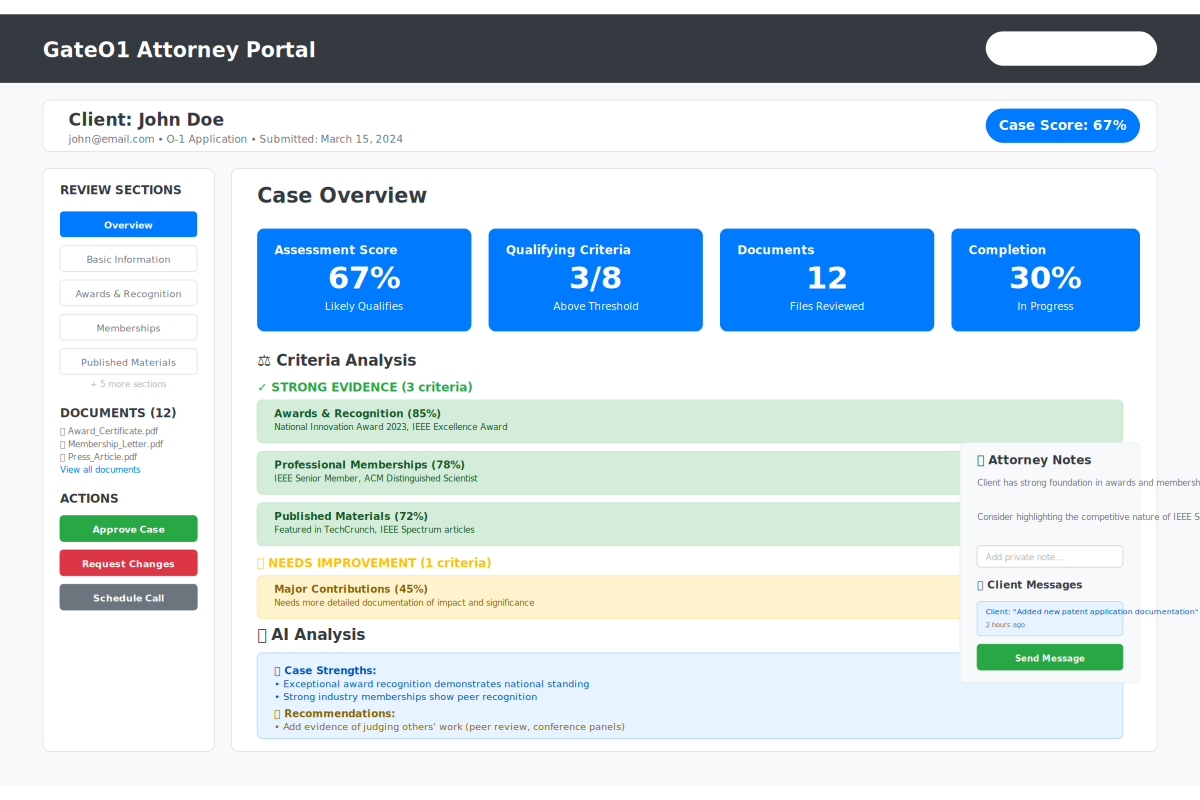 GateO1 Attorney Portal
Client: John Doe
john@email.com • O-1 Application • Submitted: March 15, 2024
Case Score: 67%
REVIEW SECTIONS
Overview
Basic Information
Awards & Recognition
Memberships
Published Materials
+ 5 more sections
DOCUMENTS (12)
Award_Certificate.pdf
Membership_Letter.pdf
Press_Article.pdf
View all documents
ACTIONS
Approve Case
Request Changes
Schedule Call
Case Overview
Assessment Score
67%
Likely Qualifies
Qualifying Criteria
3/8
Above Threshold
Documents
12
Files Reviewed
Completion
30%
In Progress
⚖ Criteria Analysis
✓ STRONG EVIDENCE (3 criteria)
Awards & Recognition (85%)
National Innovation Award 2023, IEEE Excellence Award
Professional Memberships (78%)
IEEE Senior Member, ACM Distinguished Scientist
Published Materials (72%)
Featured in TechCrunch, IEEE Spectrum articles
NEEDS IMPROVEMENT (1 criteria)
Major Contributions (45%)
Needs more detailed documentation of impact and significance
AI Analysis
Case Strengths:
• Exceptional award recognition demonstrates national standing
• Strong industry memberships show peer recognition
Recommendations:
• Add evidence of judging others' work (peer review, conference panels)
Attorney Notes
Client has strong foundation in awards and membersh
Consider highlighting the competitive nature of IEEE S
Add private note...
Client Messages
Client: "Added new patent application documentation"
2 hours ago
Send Message